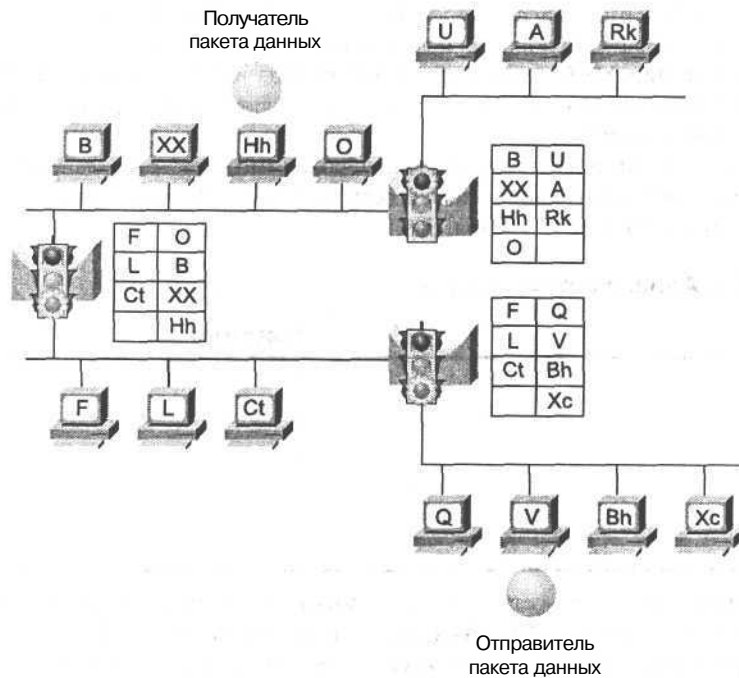 Получатель
пакета данных
U A Rk
B XX Hh O
B U
XX A
Hh Rk
O
F O
L B
Ct XX
Hh
F Q
L V
Ct Bh
Xc
F L Ct
Q V Bh Xc
Отправитель
пакета данных